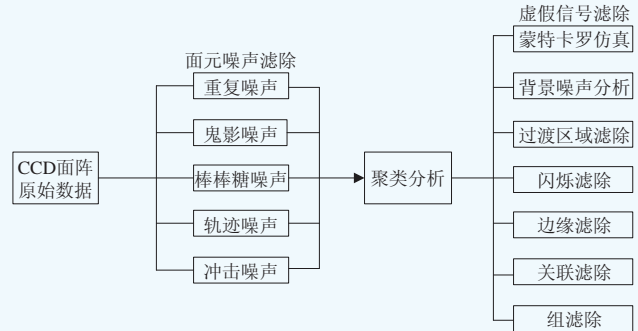 CCD面阵
原始数据
面元噪声滤除
重复噪声
鬼影噪声
棒棒糖噪声
轨迹噪声
冲击噪声
聚类分析
虚假信号滤除
蒙特卡罗仿真
背景噪声分析
过渡区域滤除
闪烁滤除
边缘滤除
关联滤除
组滤除